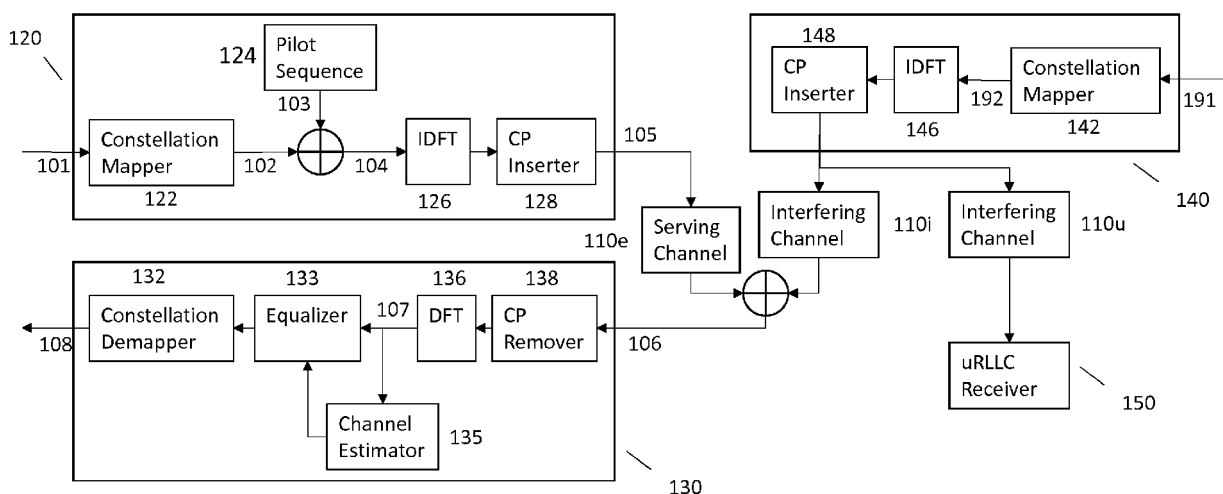 120
124
Pilot
Sequence
103
101
Constellation
Mapper
122
102
104
IDFT
126
CP
Inserter
128
105
148
CP
Inserter
IDFT
146
192
Constellation
Mapper
142
191
140
110e
Serving
Channel
Interfering
Channel
110i
Interfering
Channel
110u
132
Constellation
Demapper
108
133
Equalizer
107
136
DFT
138
CP
Remover
106
Channel
Estimator
135
130
uRLLC
Receiver
150